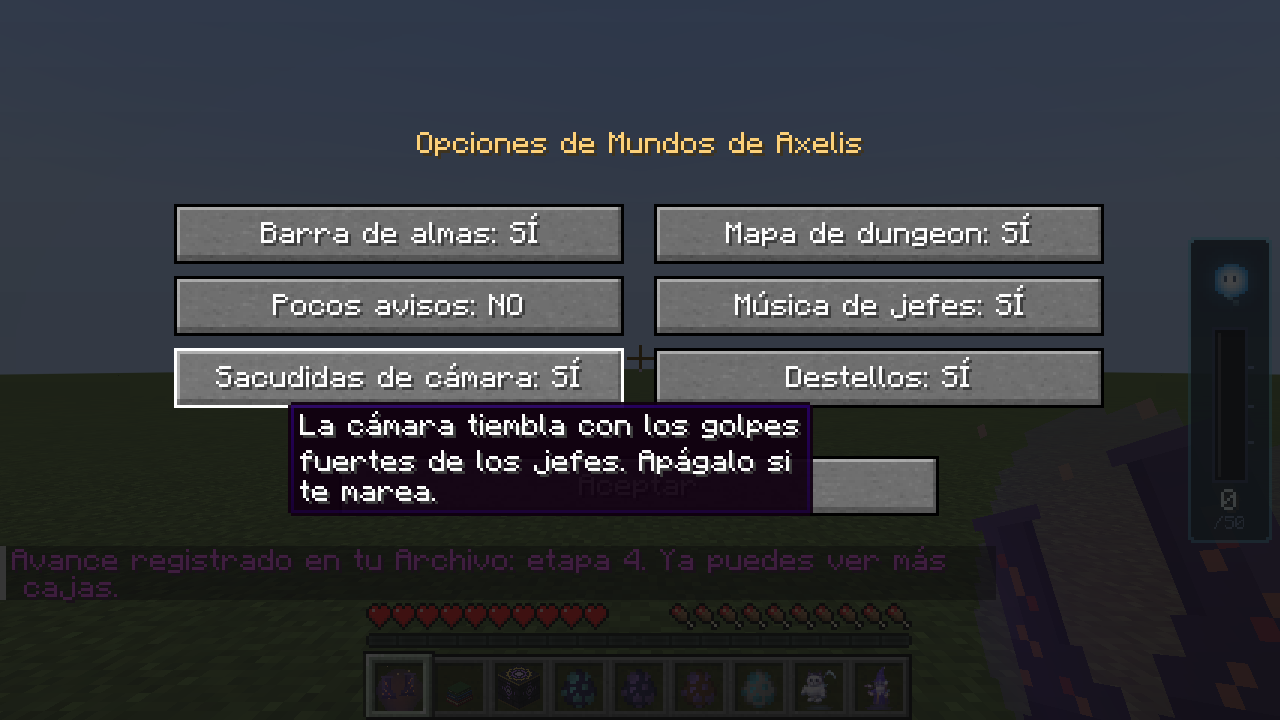 Opciones de Mundos de Axelis
Barra de almas: SÍ
Mapa de dungeon: SÍ
Pocos avisos: NO
Música de jefes: SÍ
Sacudidas de cámara: SÍ
Destellos: SÍ
La cámara tiembla con los golpes
fuertes de los jefes. Apágalo si
te marea.
Aceptar
Avance registrado en tu Archivo: etapa 4. Ya puedes ver más
cajas.
0
/50